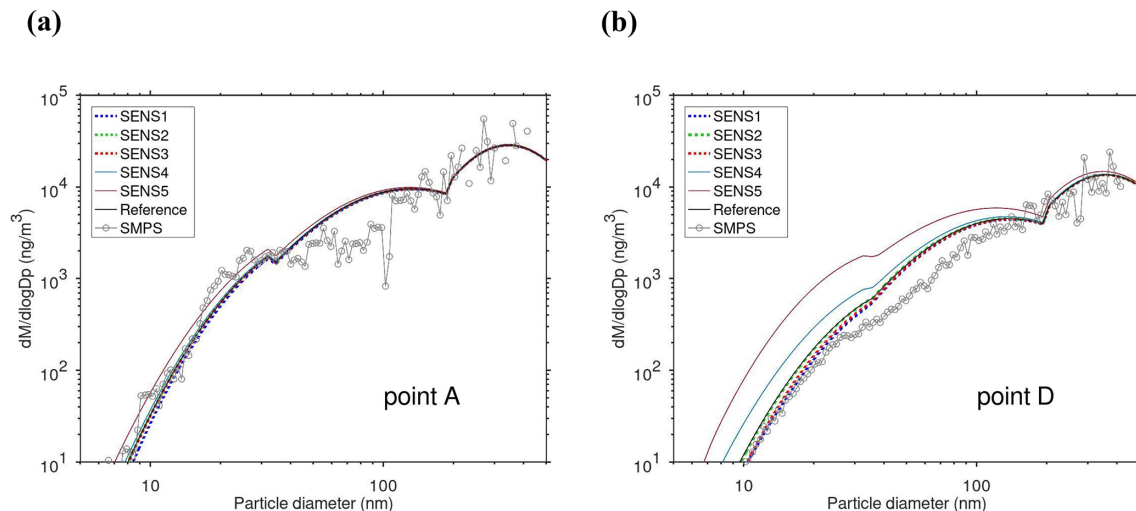 (a)
10^5
10^4
10^3
10^2
10^1
dM/dlogDp (ng/m^3)
SENS1
SENS2
SENS3
SENS4
SENS5
Reference
SMPS
point A
10
100
Particle diameter (nm)
(b)
10^5
10^4
10^3
10^2
10^1
dM/dlogDp (ng/m^3)
SENS1
SENS2
SENS3
SENS4
SENS5
Reference
SMPS
point D
10
100
Particle diameter (nm)